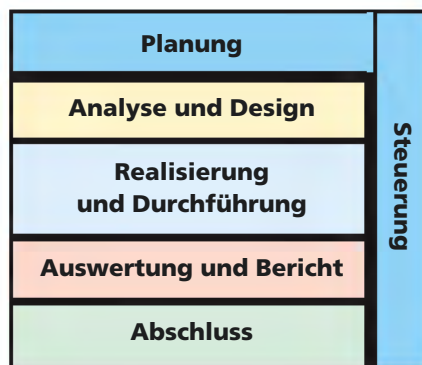 Planung
Analyse und Design
Realisierung
und Durchführung
Auswertung und Bericht
Abschluss
Steuerung